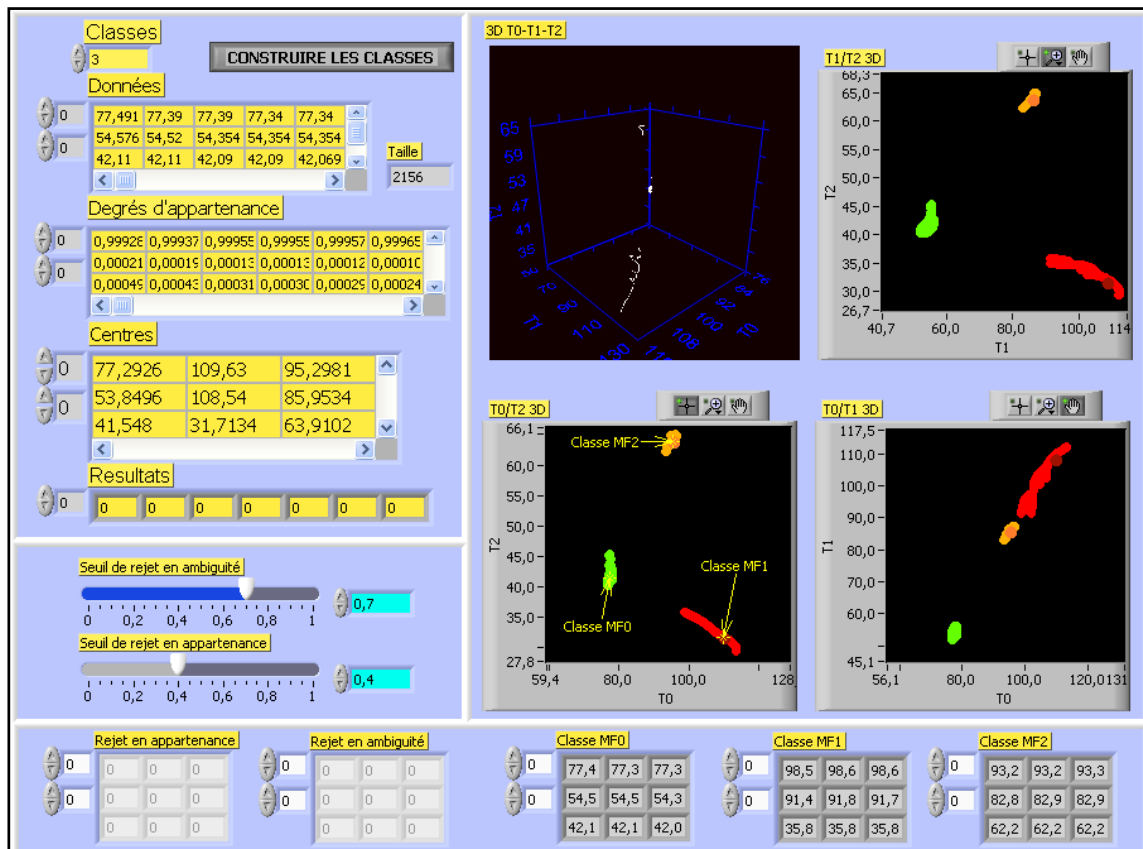 Classes
3
CONSTRUIRE LES CLASSES
Données
0
0
77,491 77,39 77,39 77,34 77,34
54,576 54,52 54,354 54,354 54,354
42,11 42,11 42,09 42,09 42,069
Taille
2156
Degrés d'appartenance
0
0
0,99928 0,99937 0,99955 0,99955 0,99957 0,99965
0,00021 0,00019 0,00013 0,00013 0,00012 0,00010
0,00049 0,00043 0,00031 0,00030 0,00029 0,00024
Centres
0
0
77,2926 109,63 95,2981
53,8496 108,54 85,9534
41,548 31,7134 63,9102
Resultats
0
0 0 0 0 0 0 0
Seuil de rejet en ambiguité
0 0,2 0,4 0,6 0,8 1
0,7
Seuil de rejet en appartenance
0 0,2 0,4 0,6 0,8 1
0,4
3D T0-T1-T2
65
59
53
47
41
35
T2
70 90 110 130
T1
92 100 108
T0
T1/T2 3D
68,3
65,0
60,0
50,0
45,0
40,0
35,0
30,0
26,7
T2
40,7 60,0 80,0 100,0 114
T1
T0/T2 3D
66,1
60,0
55,0
50,0
45,0
40,0
35,0
27,8
T2
Classe MF2
Classe MF1
Classe MF0
59,4 80,0 100,0 128,
T0
T0/T1 3D
117,5
110,0
100,0
90,0
80,0
70,0
60,0
45,1
T1
56,1 80,0 100,0 120,0 131
T0
Rejet en appartenance
0
0
0 0 0
0 0 0
0 0 0
Rejet en ambiguité
0
0
0 0 0
0 0 0
0 0 0
Classe MF0
0
0
77,4 77,3 77,3
54,5 54,5 54,3
42,1 42,1 42,0
Classe MF1
0
0
98,5 98,6 98,6
91,4 91,8 91,7
35,8 35,8 35,8
Classe MF2
0
0
93,2 93,2 93,3
82,8 82,9 82,9
62,2 62,2 62,2